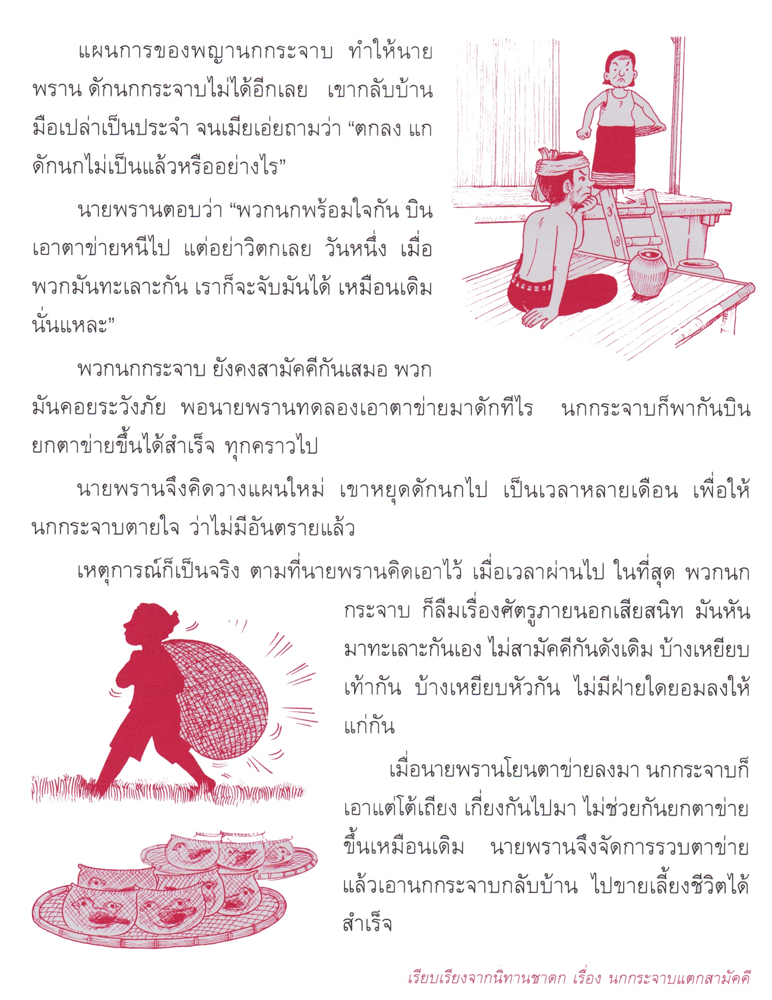 แผนการของพญานกกระจาบ ทำให้นาย
พราน ดักนกกระจาบไม่ได้อีกเลย เขากลับบ้าน
มือเปล่าเป็นประจำ จนเมียเอ่ยถามว่า “ตกลง แก
ดักนกไม่เป็นแล้วหรืออย่างไร”
นายพรานตอบว่า “พวกนกพร้อมใจกัน บิน
เอาตาข่ายหนีไป แต่อย่าวิตกเลย วันหนึ่ง เมื่อ
พวกมันทะเลาะกัน เราก็จะจับมันได้ เหมือนเดิม
นั่นแหละ”
พวกนกกระจาบ ยังคงสามัคคีกันเสมอ พวก
มันคอยระวังภัย พอนายพรานทดลองเอาตาข่ายมาดักทีไร นกกระจาบก็พากันบิน
ยกตาข่ายขึ้นได้สำเร็จ ทุกคราวไป
นายพรานจึงคิดวางแผนใหม่ เขาหยุดดักนกไป เป็นเวลาหลายเดือน เพื่อให้
นกกระจาบตายใจ ว่าไม่มีอันตรายแล้ว
เหตุการณ์ก็เป็นจริง ตามที่นายพรานคิดเอาไว้ เมื่อเวลาผ่านไป ในที่สุด พวกนก
กระจาบ ก็ลืมเรื่องศัตรูภายนอกเสียสนิท มันหัน
มาทะเลาะกันเอง ไม่สามัคคีกันดังเดิม บ้างเหยียบ
เท้ากัน บ้างเหยียบหัวกัน ไม่มีฝ่ายใดยอมลงให้
แก่กัน
เมื่อนายพรานโยนตาข่ายลงมา นกกระจาบก็
เอาแต่โต้เถียง เกี่ยงกันไปมา ไม่ช่วยกันยกตาข่าย
ขึ้นเหมือนเดิม นายพรานจึงจัดการรวบตาข่าย
แล้วเอานกกระจาบกลับบ้าน ไปขายเลี้ยงชีวิตได้
สำเร็จ
เรียบเรียงจากนิทานชาดก เรื่อง นกกระจาบแตกสามัคคี